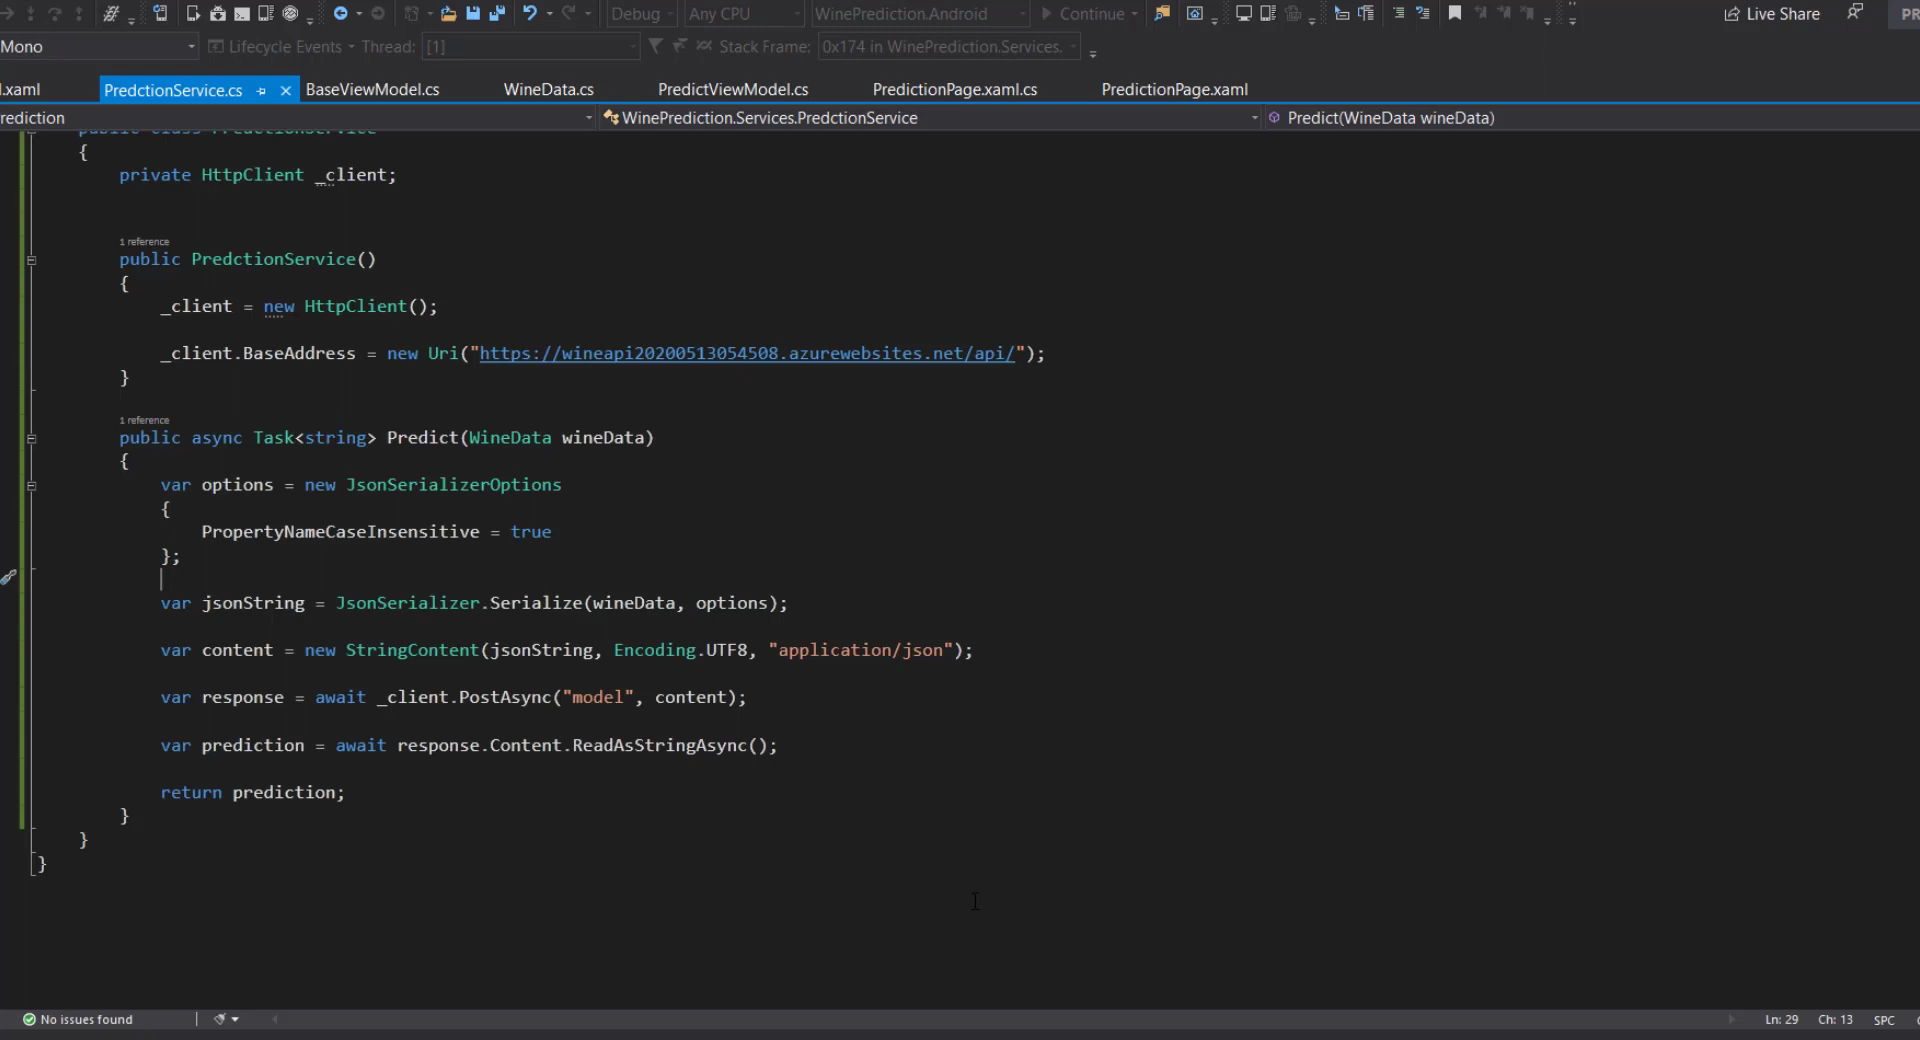 Debug Any CPU WinePrediction.Android Continue Live Share PR
Mono Lifecycle Events Thread: [1] Stack Frame: 0x174 in WinePrediction.Services.
.xaml PredctionService.cs BaseViewModel.cs WineData.cs PredictViewModel.cs PredictionPage.xaml.cs PredictionPage.xaml
rediction WinePrediction.Services.PredctionService Predict(WineData wineData)
public class PredctionService
{
private HttpClient _client;
1 reference
public PredctionService()
{
_client = new HttpClient();
_client.BaseAddress = new Uri("https://wineapi20200513054508.azurewebsites.net/api/");
}
1 reference
public async Task<string> Predict(WineData wineData)
{
var options = new JsonSerializerOptions
{
PropertyNameCaseInsensitive = true
};
var jsonString = JsonSerializer.Serialize(wineData, options);
var content = new StringContent(jsonString, Encoding.UTF8, "application/json");
var response = await _client.PostAsync("model", content);
var prediction = await response.Content.ReadAsStringAsync();
return prediction;
}
}
}
No issues found Ln: 29 Ch: 13 SPC